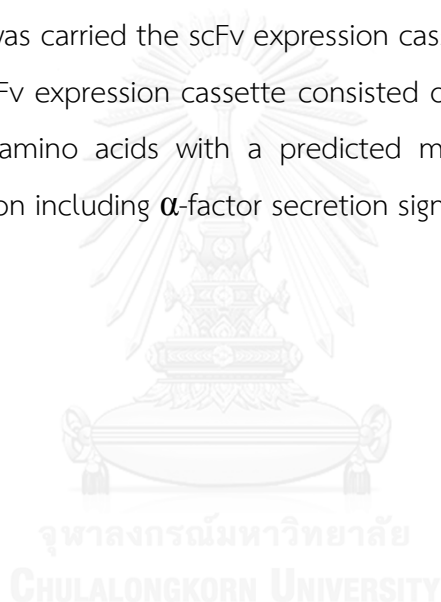 was carried the scFv expression cas
Fv expression cassette consisted o
amino acids with a predicted m
on including α-factor secretion sign
จุฬาลงกรณ์มหาวิทยาลัย
CHULALONGKORN UNIVERSITY